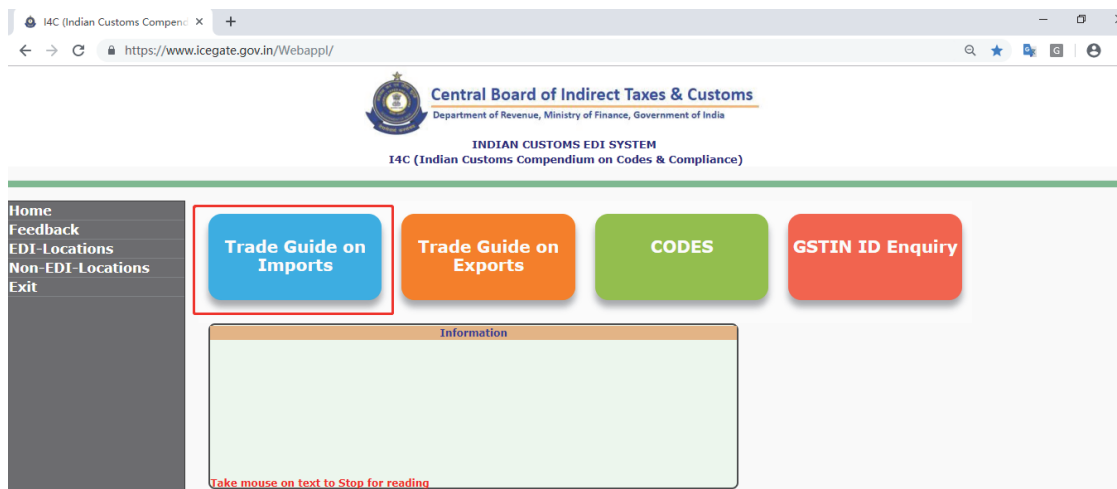 I4C (Indian Customs Compend
https://www.icegate.gov.in/Webappl/
Central Board of Indirect Taxes & Customs
Department of Revenue, Ministry of Finance, Government of India
INDIAN CUSTOMS EDI SYSTEM
I4C (Indian Customs Compendium on Codes & Compliance)
Home
Feedback
EDI-Locations
Non-EDI-Locations
Exit
Trade Guide on
Imports
Trade Guide on
Exports
CODES
GSTIN ID Enquiry
Information
Take mouse on text to Stop for reading